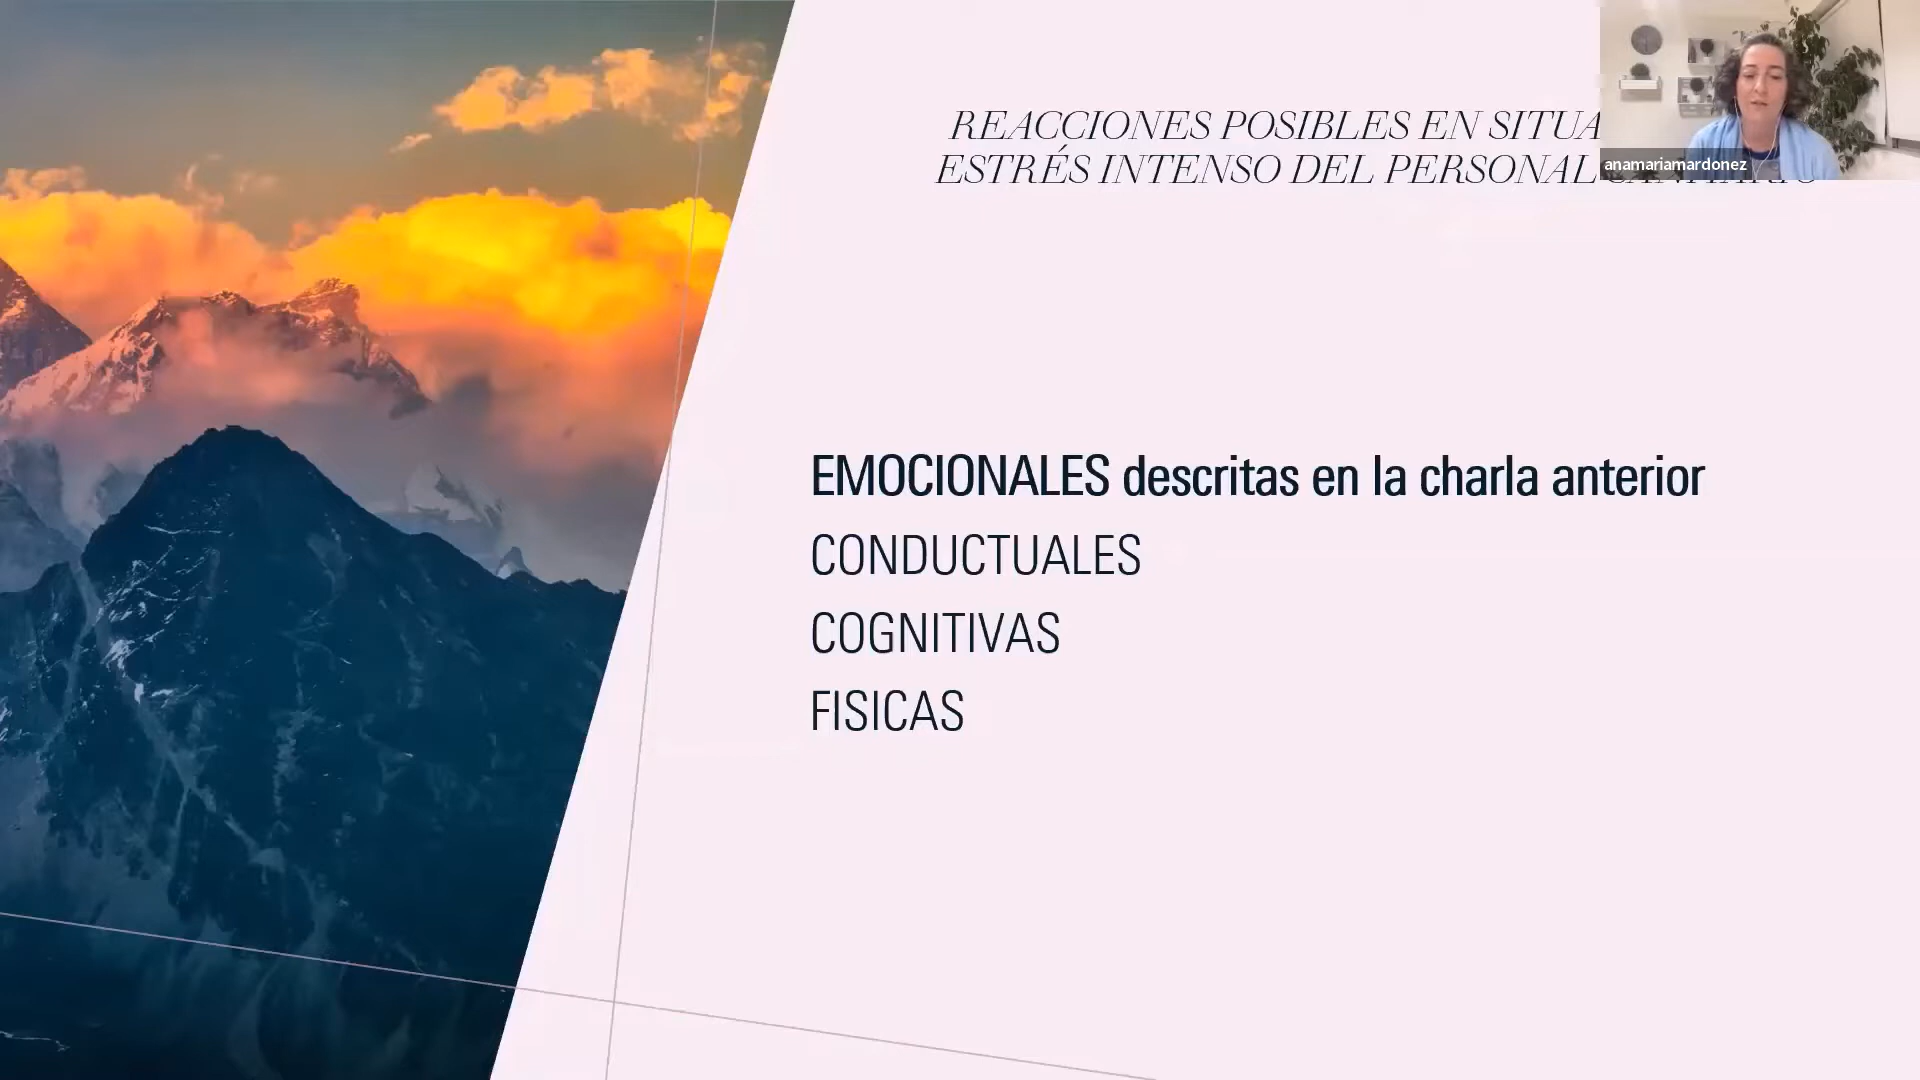 REACCIONES POSIBLES EN SITUA
ESTRÉS INTENSO DEL PERSONAL
anamariamardonez
EMOCIONALES descritas en la charla anterior
CONDUCTUALES
COGNITIVAS
FISICAS